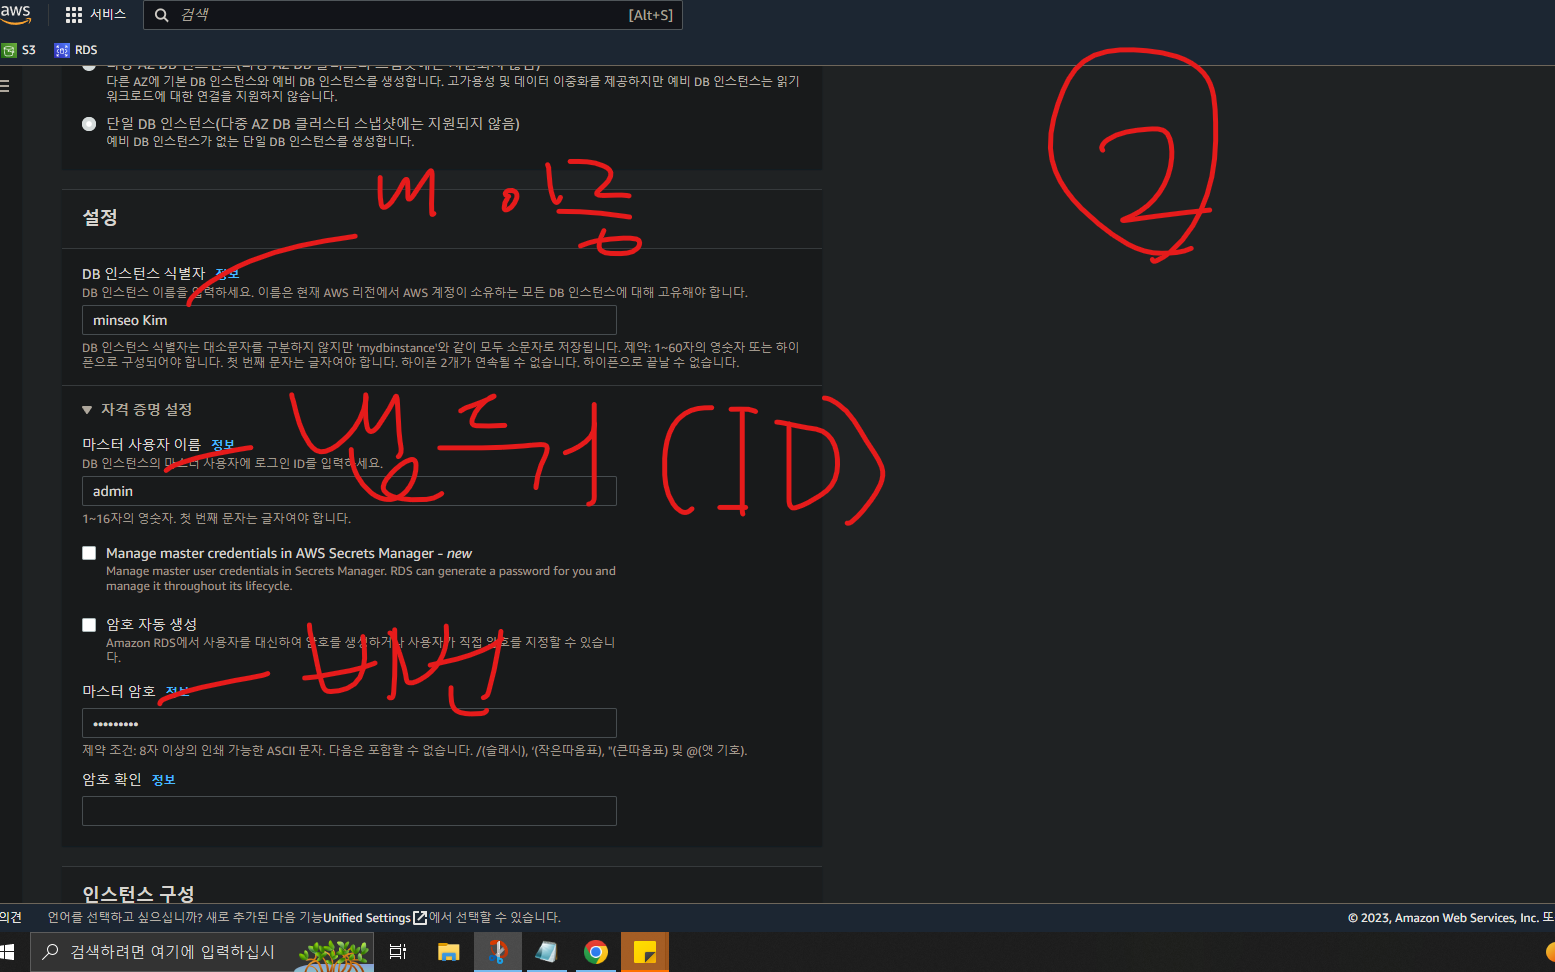 aws
서비스
검색
[Alt+S]
S3
RDS
다른 AZ에 기본 DB 인스턴스와 예비 DB 인스턴스를 생성합니다. 고가용성 및 데이터 이중화를 제공하지만 예비 DB 인스턴스는 읽기
워크로드에 대한 연결을 지원하지 않습니다.
단일 DB 인스턴스(다중 AZ DB 클러스터 스냅샷에는 지원되지 않음)
예비 DB 인스턴스가 없는 단일 DB 인스턴스를 생성합니다.
2
이름
설정
DB 인스턴스 식별자 정보
DB 인스턴스 이름을 입력하세요. 이름은 현재 AWS 리전에서 AWS 계정이 소유하는 모든 DB 인스턴스에 대해 고유해야 합니다.
minseo Kim
DB 인스턴스 식별자는 대소문자를 구분하지 않지만 'mydbinstance'와 같이 모두 소문자로 저장됩니다. 제약: 1~60자의 영숫자 또는 하이
픈으로 구성되어야 합니다. 첫 번째 문자는 글자여야 합니다. 하이픈 2개가 연속될 수 없습니다. 하이픈으로 끝날 수 없습니다.
자격 증명 설정
(ID)
마스터 사용자 이름 정보
DB 인스턴스의 마스터 사용자에 로그인 ID를 입력하세요.
admin
1~16자의 영숫자. 첫 번째 문자는 글자여야 합니다.
Manage master credentials in AWS Secrets Manager - new
Manage master user credentials in Secrets Manager. RDS can generate a password for you and
manage it throughout its lifecycle.
암호 자동 생성
Amazon RDS에서 사용자를 대신하여 암호를 생성하거나 사용자가 직접 암호를 지정할 수 있습니
다.
비번
마스터 암호 정보
•••••••••
제약 조건: 8자 이상의 인쇄 가능한 ASCII 문자. 다음은 포함할 수 없습니다. /(슬래시), '(작은따옴표), "(큰따옴표) 및 @(앳 기호).
암호 확인 정보
인스턴스 구성
의견
언어를 선택하고 싶으십니까? 새로 추가된 다음 기능Unified Settings에서 선택할 수 있습니다.
© 2023, Amazon Web Services, Inc. 또
검색하려면 여기에 입력하십시